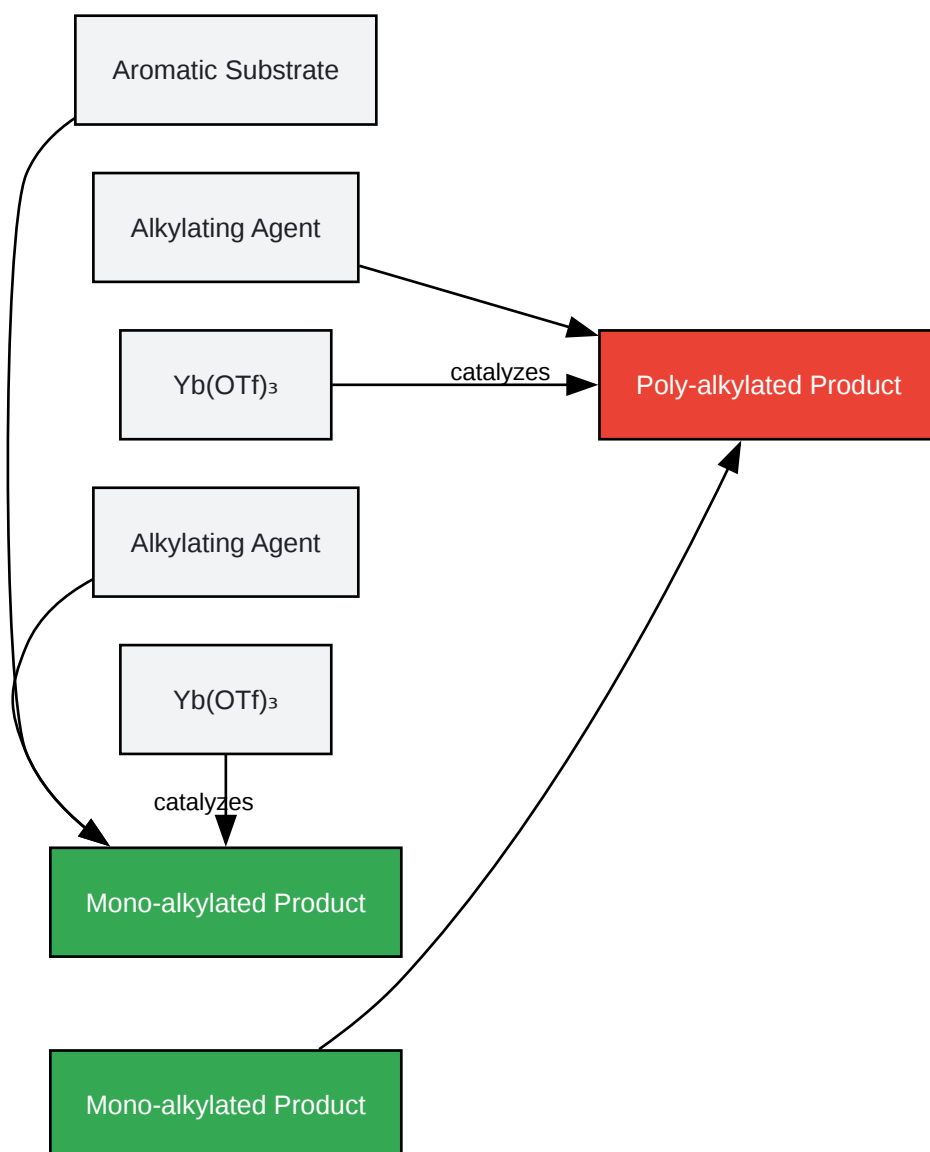 Aromatic Substrate
Alkylating Agent
Yb(OTf)₃
catalyzes
Poly-alkylated Product
Alkylating Agent
Yb(OTf)₃
catalyzes
Mono-alkylated Product
Mono-alkylated Product